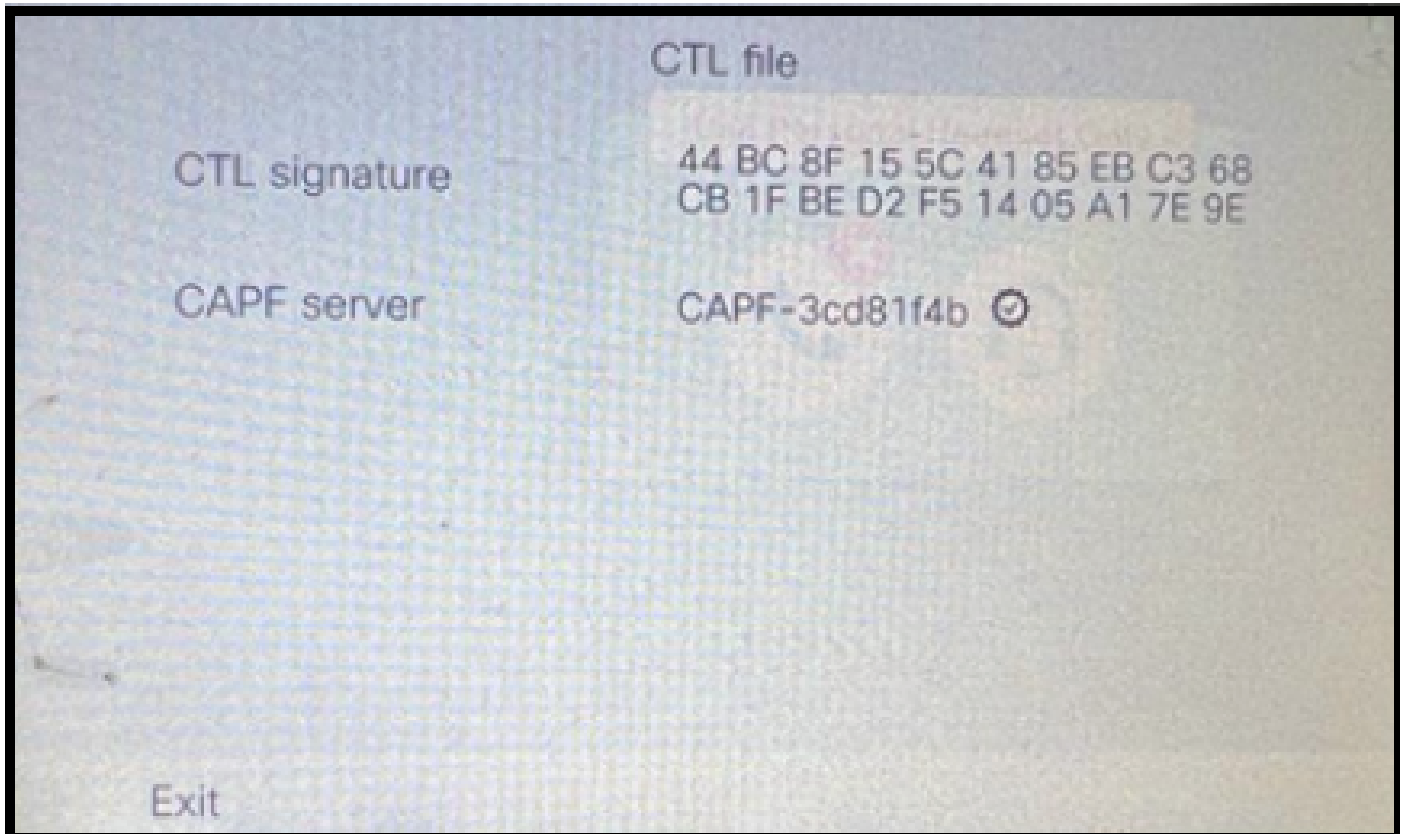 CTL file
CTL signature
44 BC 8F 15 5C 41 85 EB C3 68
CB 1F BE D2 F5 14 05 A1 7E 9E
CAPF server
CAPF-3cd81f4b
Exit